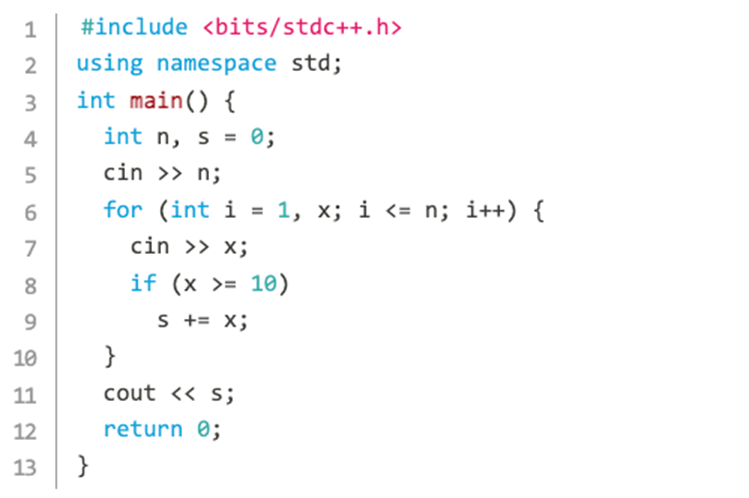 1 #include <bits/stdc++.h>
2 using namespace std;
3 int main() {
4 int n, s = 0;
5 cin >> n;
6 for (int i = 1, x; i <= n; i++) {
7 cin >> x;
8 if (x >= 10)
9 s += x;
10 }
11 cout << s;
12 return 0;
13 }